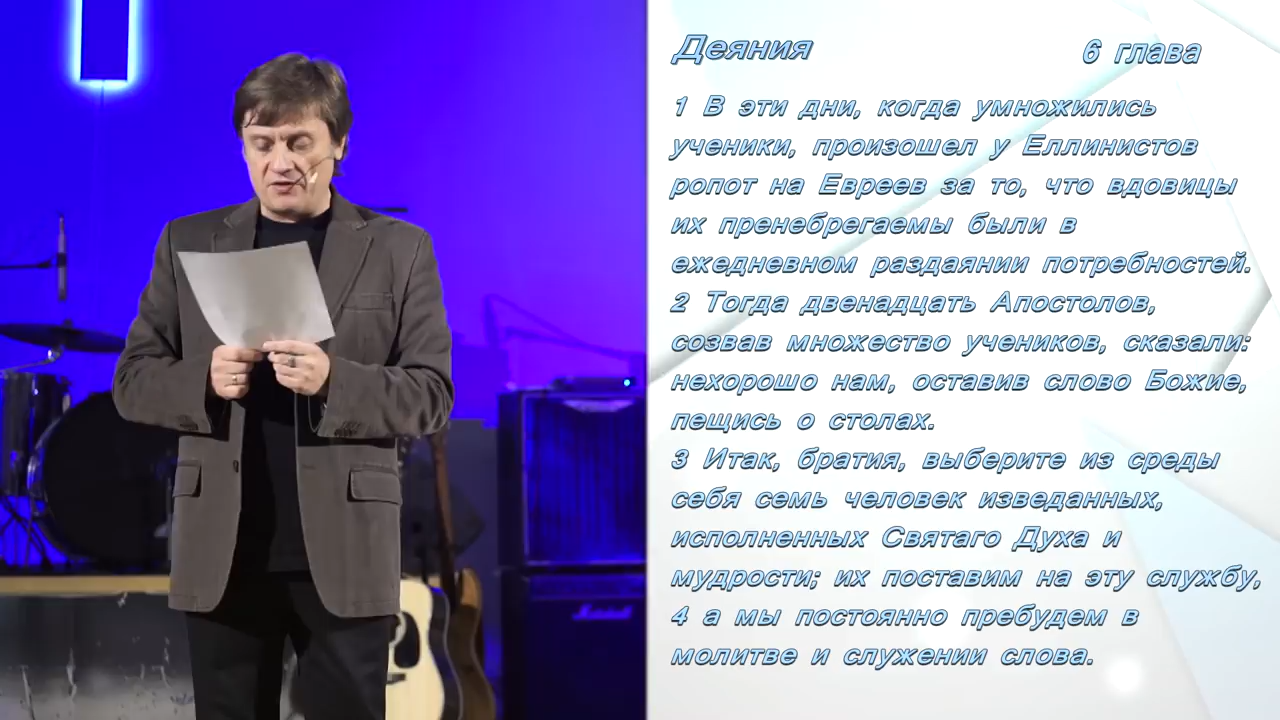 Деяния 6 глава
1 В эти дни, когда умножились
ученики, произошел у Еллинистов
ропот на Евреев за то, что вдовицы
их пренебрегаемы были в
ежедневном раздаянии потребностей.
2 Тогда двенадцать Апостолов,
созвав множество учеников, сказали:
нехорошо нам, оставив слово Божие,
пещись о столах.
3 Итак, братия, выберите из среды
себя семь человек изведанных,
исполненных Святаго Духа и
мудрости; их поставим на эту службу,
4 а мы постоянно пребудем в
молитве и служении слова.
Marshall